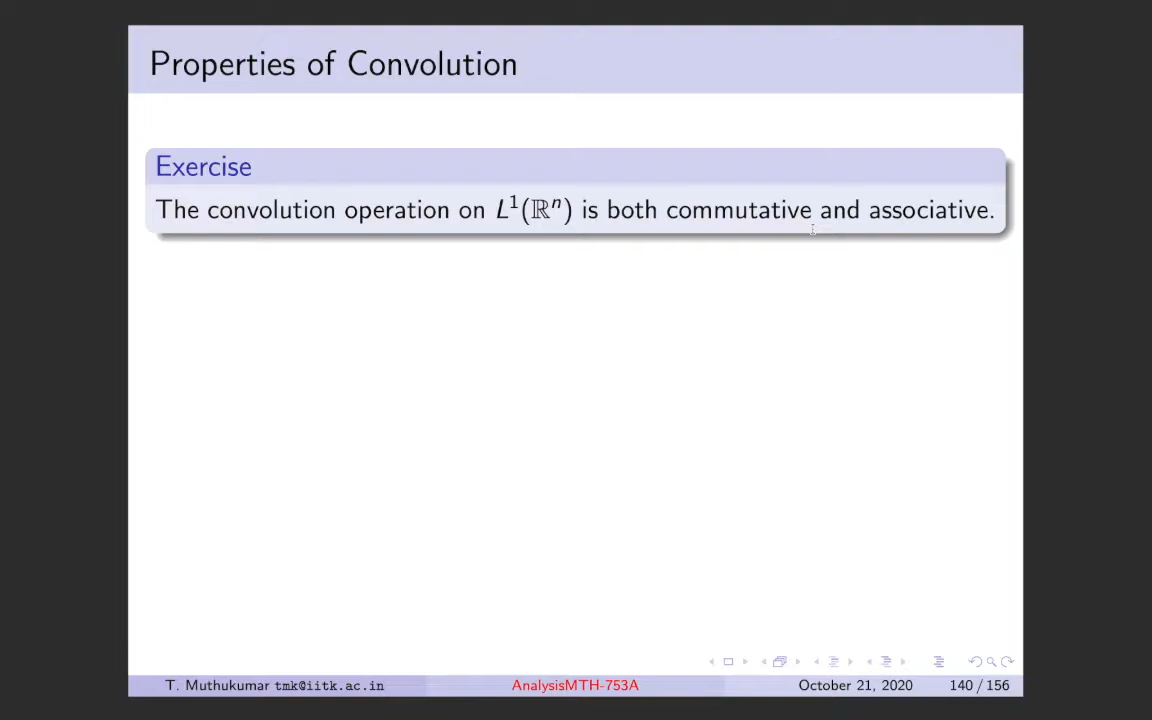 Properties of Convolution
Exercise
The convolution operation on L¹(ℝⁿ) is both commutative and associative.
T. Muthukumar tmk@iitk.ac.in AnalysisMTH-753A October 21, 2020 140 / 156